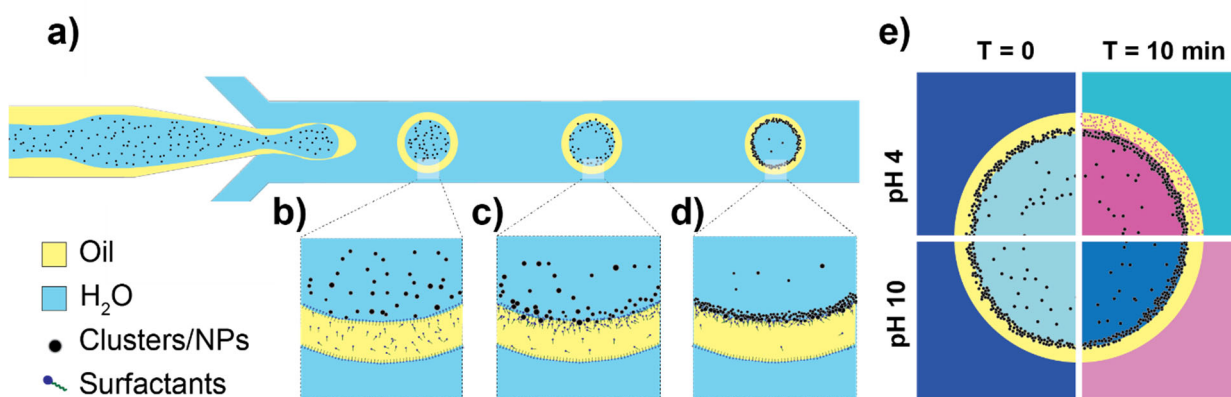 a)
e)
T = 0
T = 10 min
pH 4
pH 10
b)
c)
d)
Oil
H₂O
Clusters/NPs
Surfactants